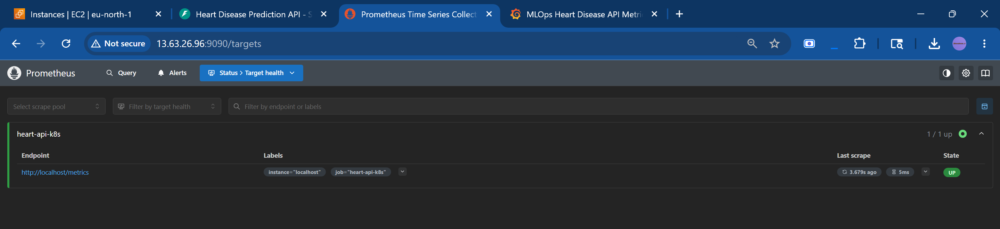 Instances | EC2 | eu-north-1
Heart Disease Prediction API - S
Prometheus Time Series Collect
MLOps Heart Disease API Metri
Not secure 13.63.26.96:9090/targets
Prometheus Query Alerts Status > Target health
Select scrape pool Filter by target health Filter by endpoint or labels
heart-api-k8s 1 / 1 up
Endpoint Labels Last scrape State
http://localhost/metrics instance="localhost" job="heart-api-k8s" 3.679s ago 5ms UP